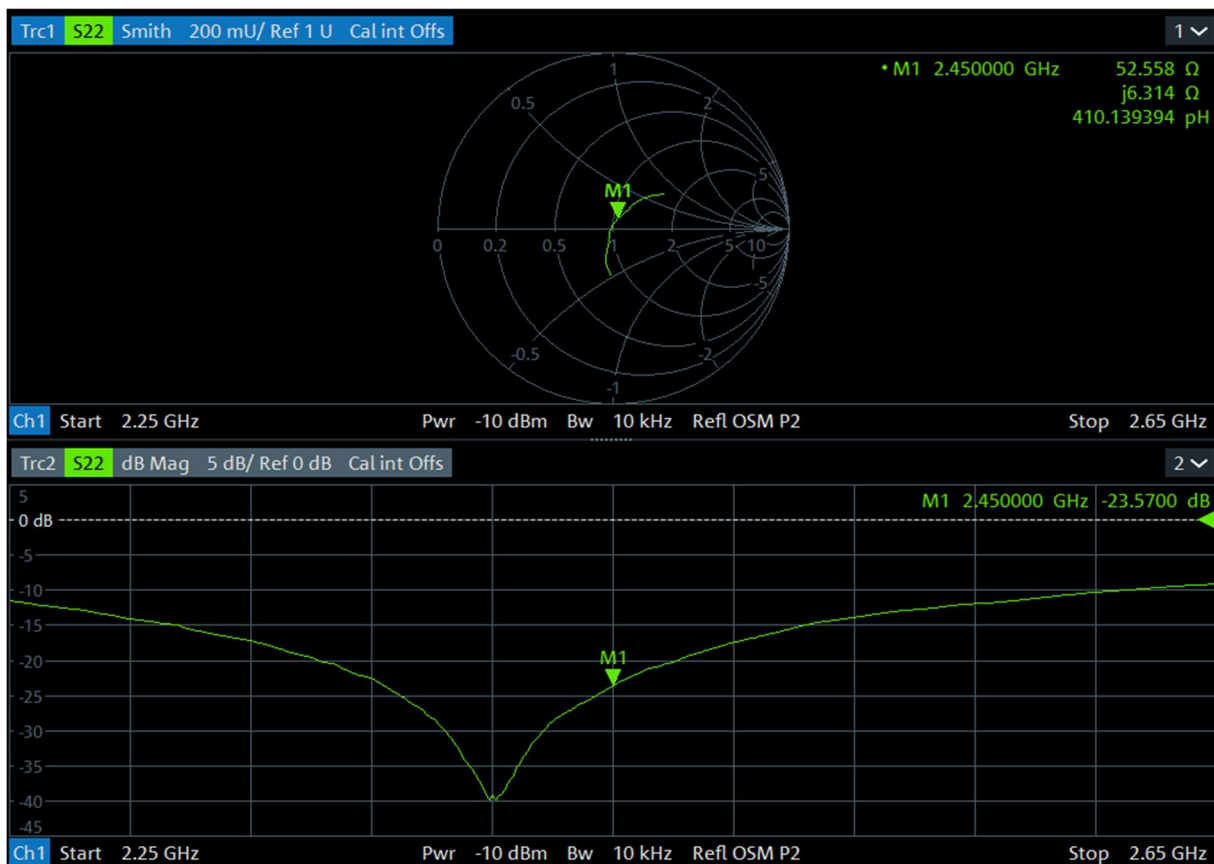 Trc1 S22 Smith 200 mU/ Ref 1 U Cal int Offs 1
• M1 2.450000 GHz 52.558 Ω
j6.314 Ω
410.139394 pH
1
0.5 2
5
M1
0 0.2 0.5 1 2 5 10
-5
-0.5 -2
-1
Ch1 Start 2.25 GHz Pwr -10 dBm Bw 10 kHz Refl OSM P2 Stop 2.65 GHz
Trc2 S22 dB Mag 5 dB/ Ref 0 dB Cal int Offs 2
5 M1 2.450000 GHz -23.5700 dB
0 dB
-5
-10
-15
-20
M1
-25
-30
-35
-40
-45
Ch1 Start 2.25 GHz Pwr -10 dBm Bw 10 kHz Refl OSM P2 Stop 2.65 GHz